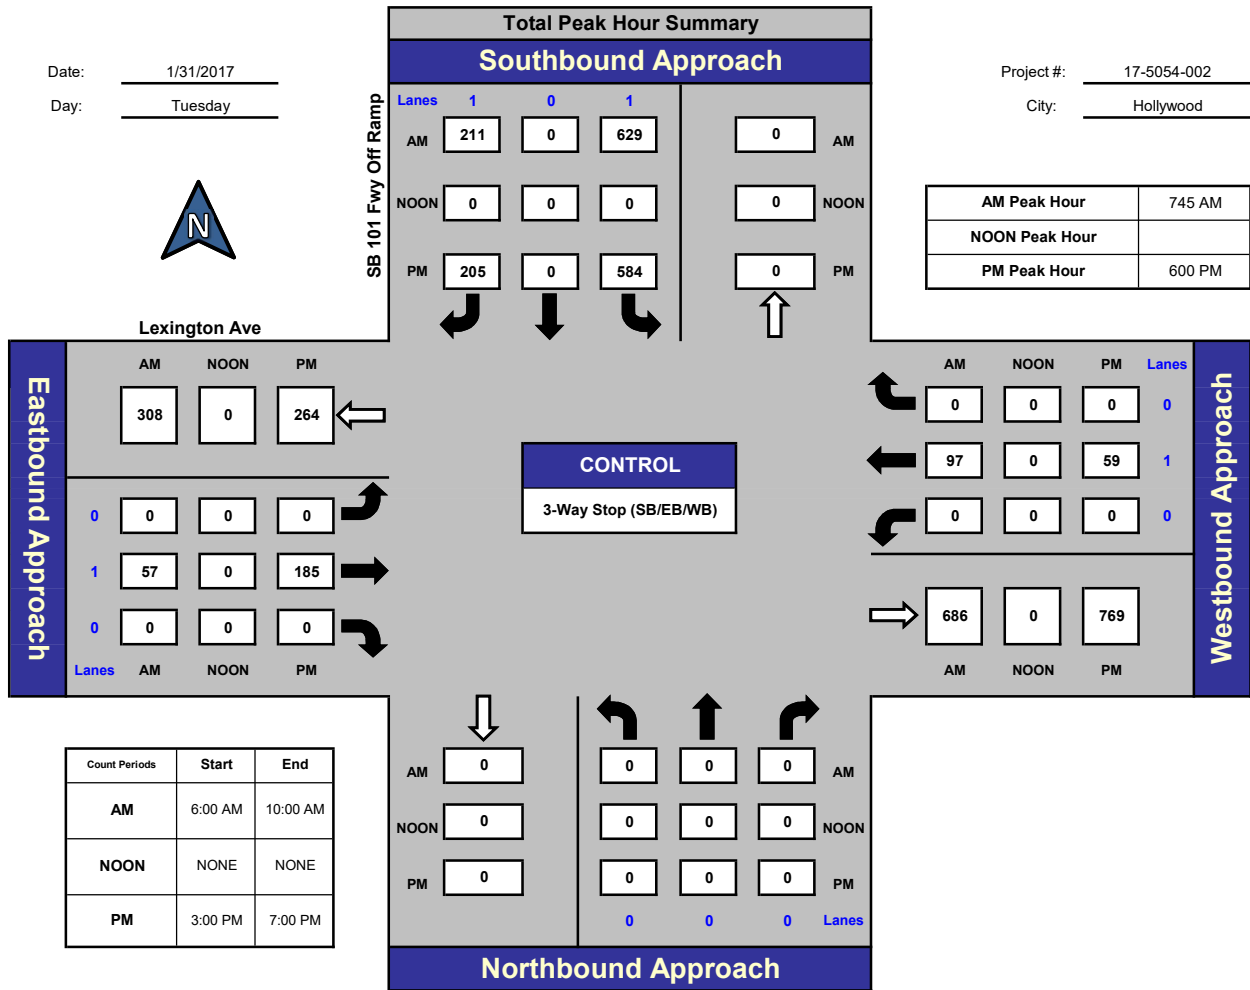 Total Peak Hour Summary
Southbound Approach
Date: 1/31/2017
Day: Tuesday
Project #: 17-5054-002
City: Hollywood
N
SB 101 Fwy Off Ramp
Lanes 1 0 1
AM 211 0 629 0 AM
NOON 0 0 0 0 NOON
PM 205 0 584 0 PM
AM Peak Hour 745 AM
NOON Peak Hour
PM Peak Hour 600 PM
Lexington Ave
Eastbound Approach
AM NOON PM
308 0 264
0 0 0 0
1 57 0 185
0 0 0 0
Lanes AM NOON PM
CONTROL
3-Way Stop (SB/EB/WB)
AM NOON PM Lanes
0 0 0 0
97 0 59 1
0 0 0 0
686 0 769
AM NOON PM
Westbound Approach
Count Periods Start End
AM 6:00 AM 10:00 AM
NOON NONE NONE
PM 3:00 PM 7:00 PM
AM 0 0 0 0 AM
NOON 0 0 0 0 NOON
PM 0 0 0 0 PM
0 0 0 Lanes
Northbound Approach